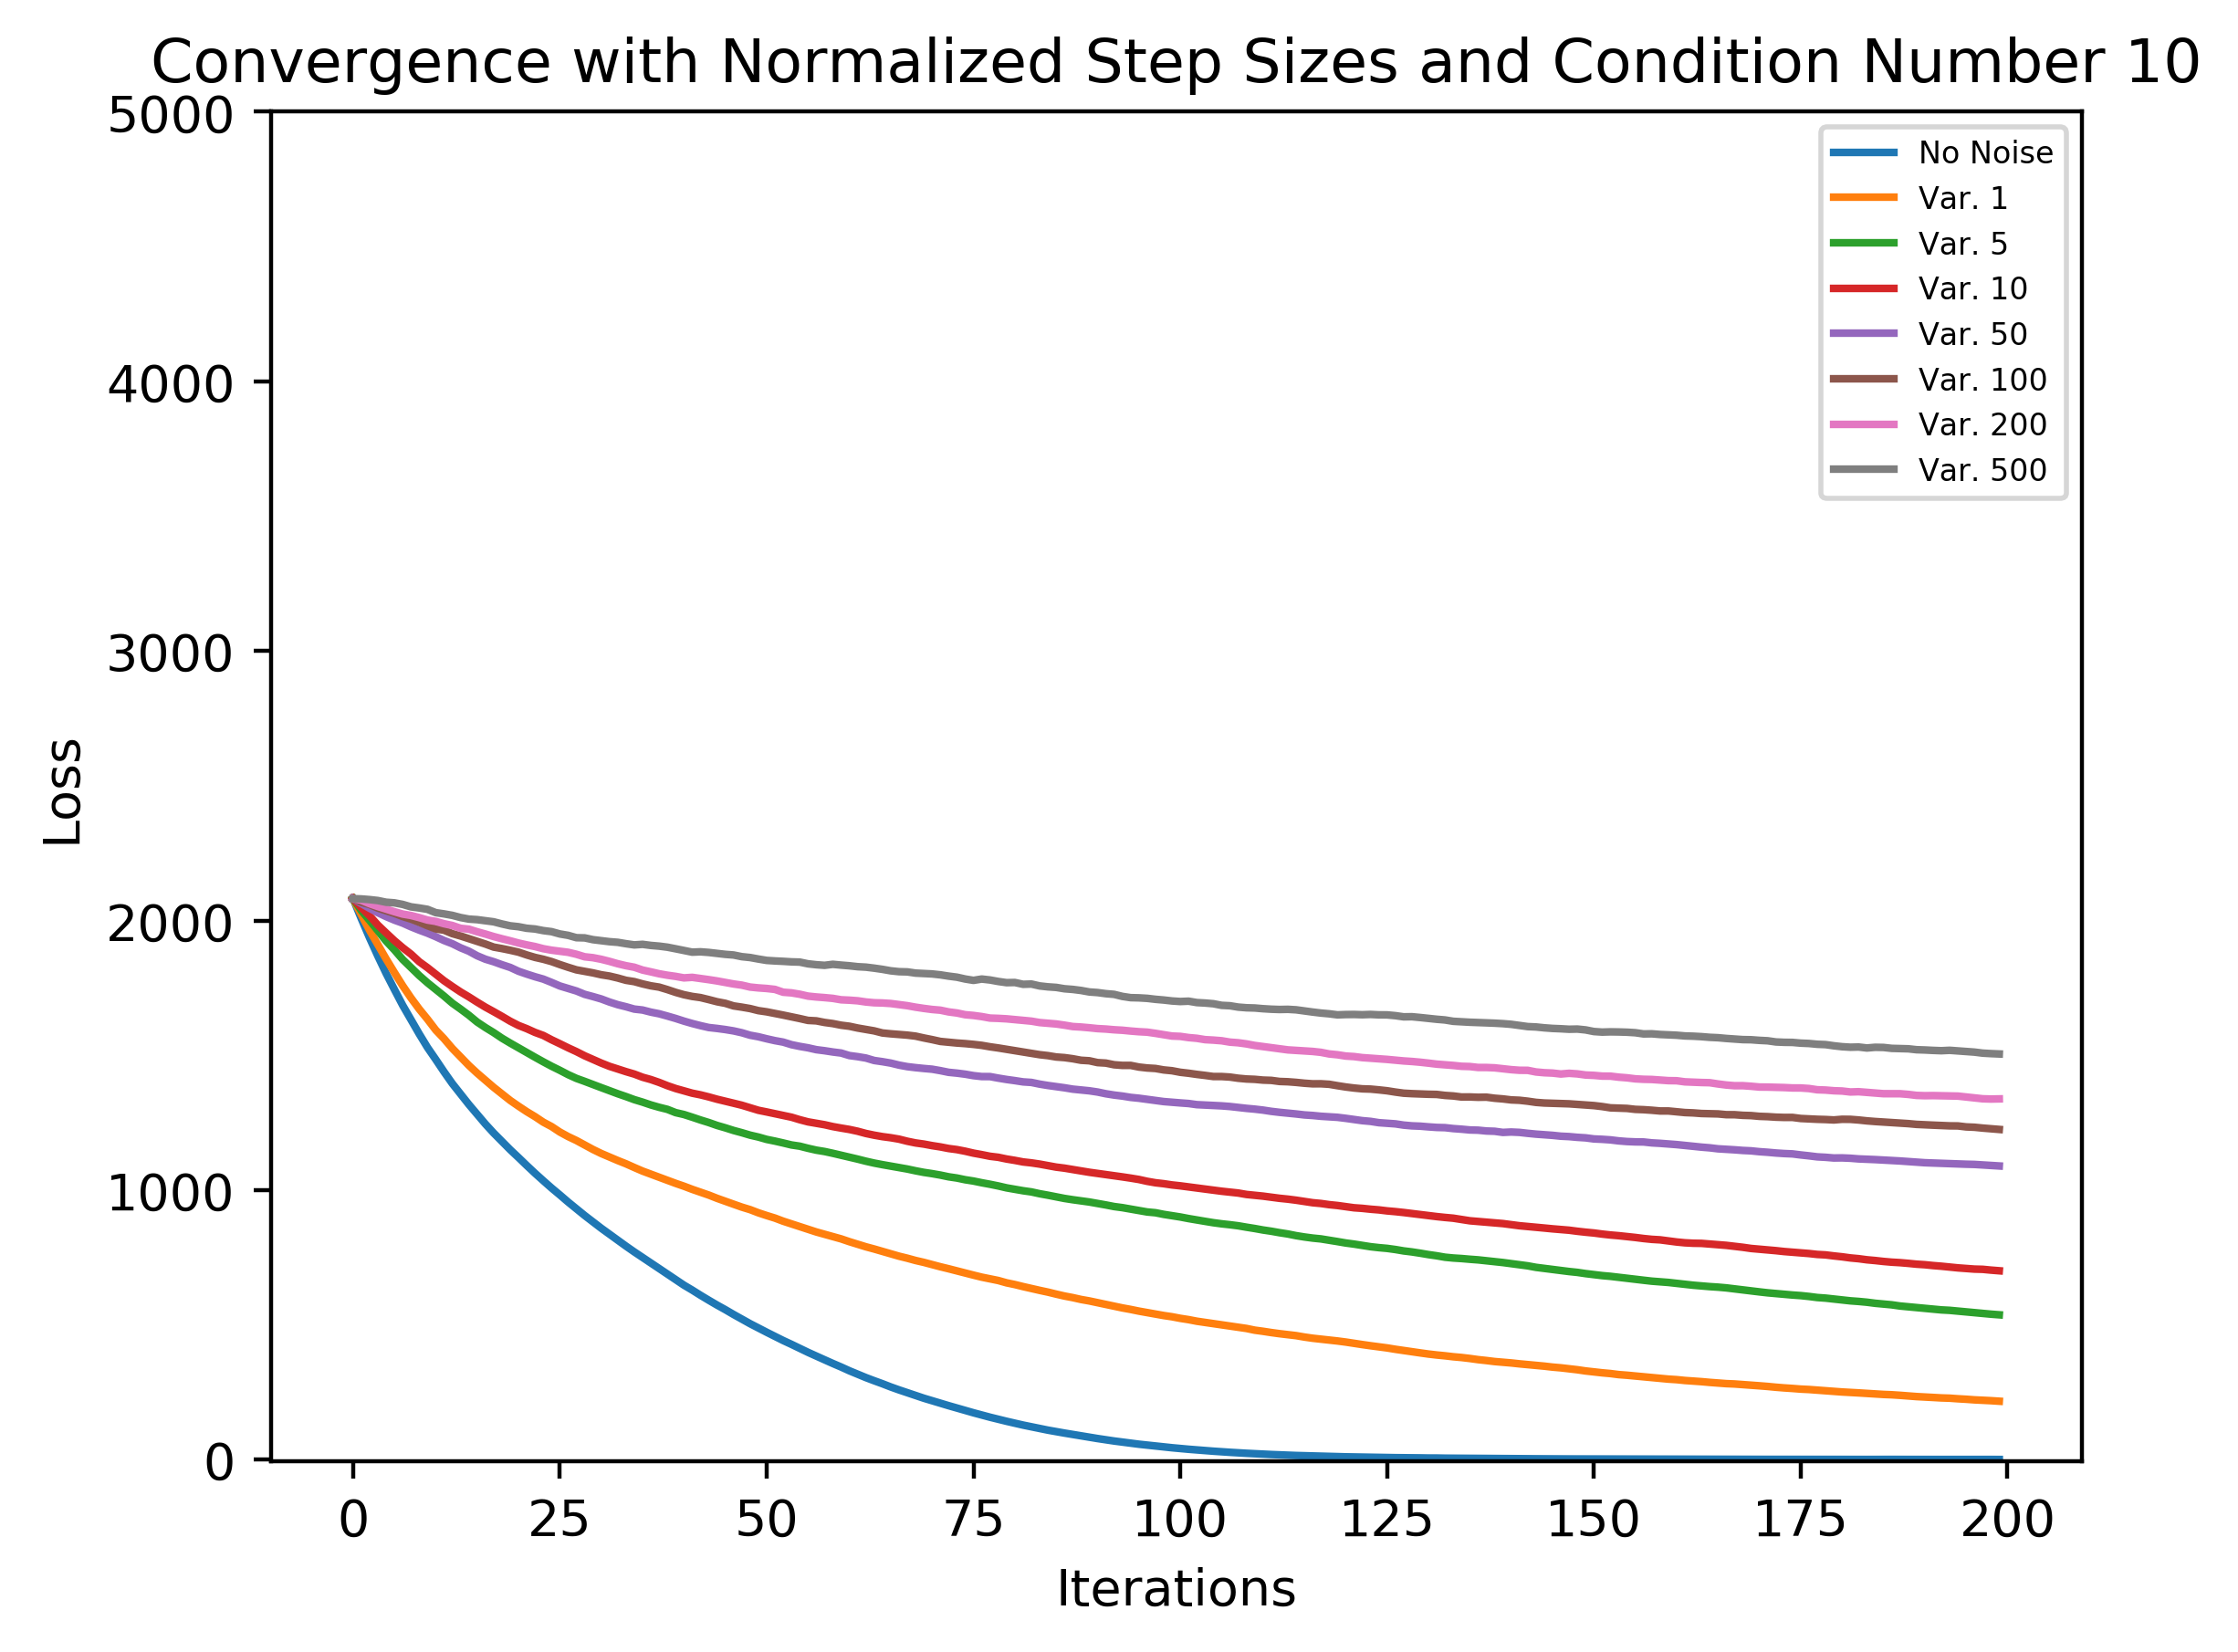 Convergence with Normalized Step Sizes and Condition Number 10
5000
4000
3000
2000
1000
0
Loss
No Noise
Var. 1
Var. 5
Var. 10
Var. 50
Var. 100
Var. 200
Var. 500
0 25 50 75 100 125 150 175 200
Iterations